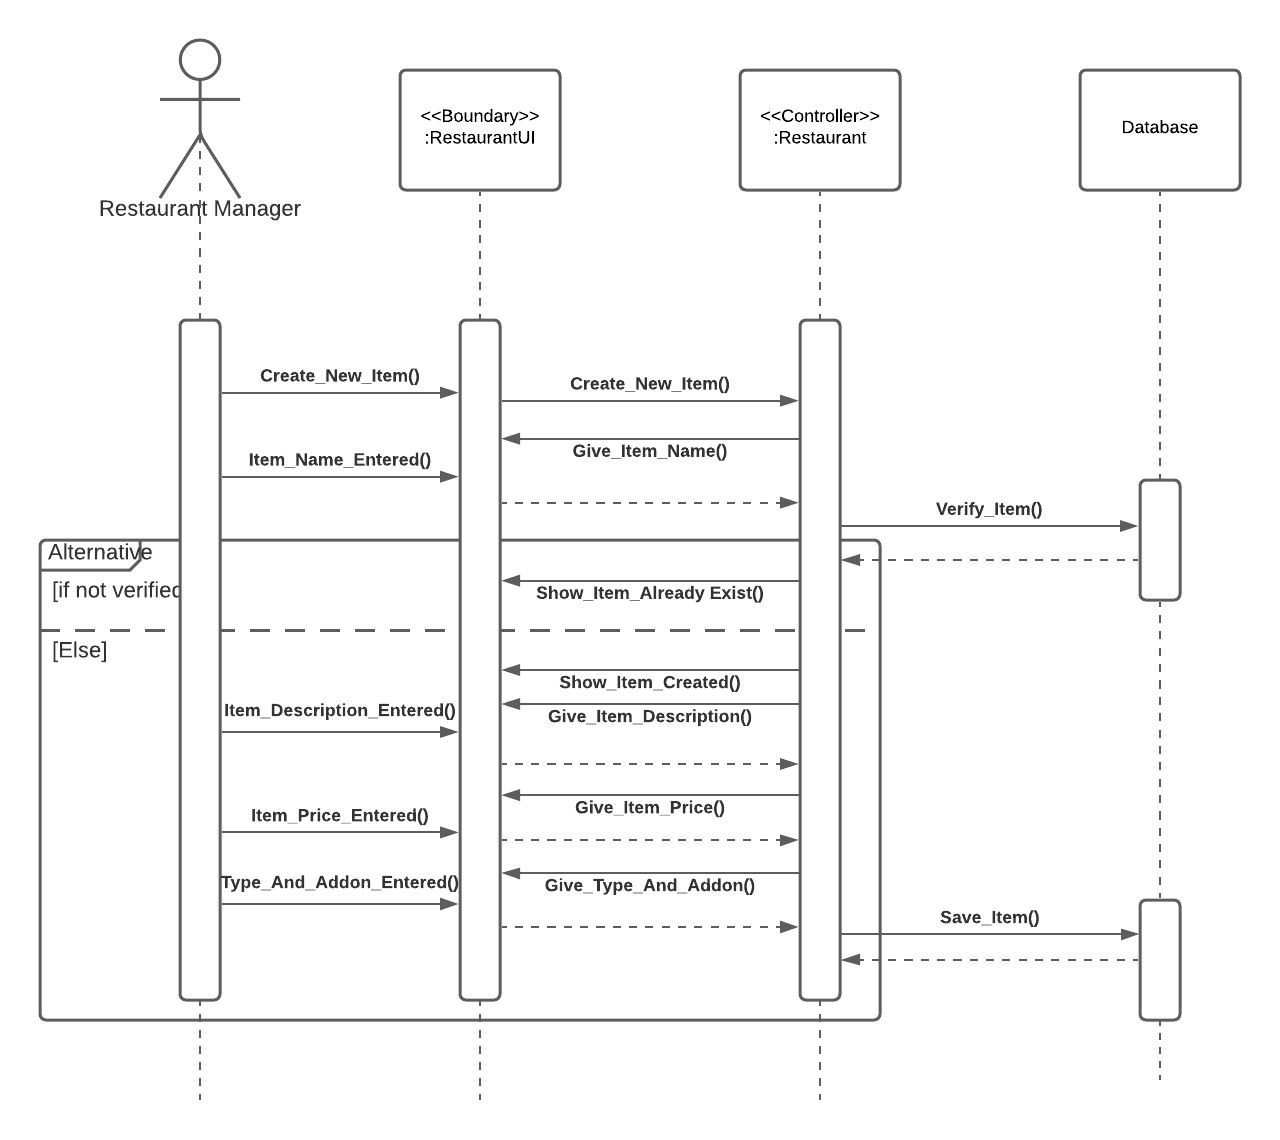 Restaurant Manager
<<Boundary>>
:RestaurantUI
<<Controller>>
:Restaurant
Database
Create_New_Item()
Create_New_Item()
Give_Item_Name()
Item_Name_Entered()
Verify_Item()
Alternative
[if not verified
Show_Item_Already Exist()
[Else]
Show_Item_Created()
Item_Description_Entered()
Give_Item_Description()
Give_Item_Price()
Item_Price_Entered()
Type_And_Addon_Entered()
Give_Type_And_Addon()
Save_Item()